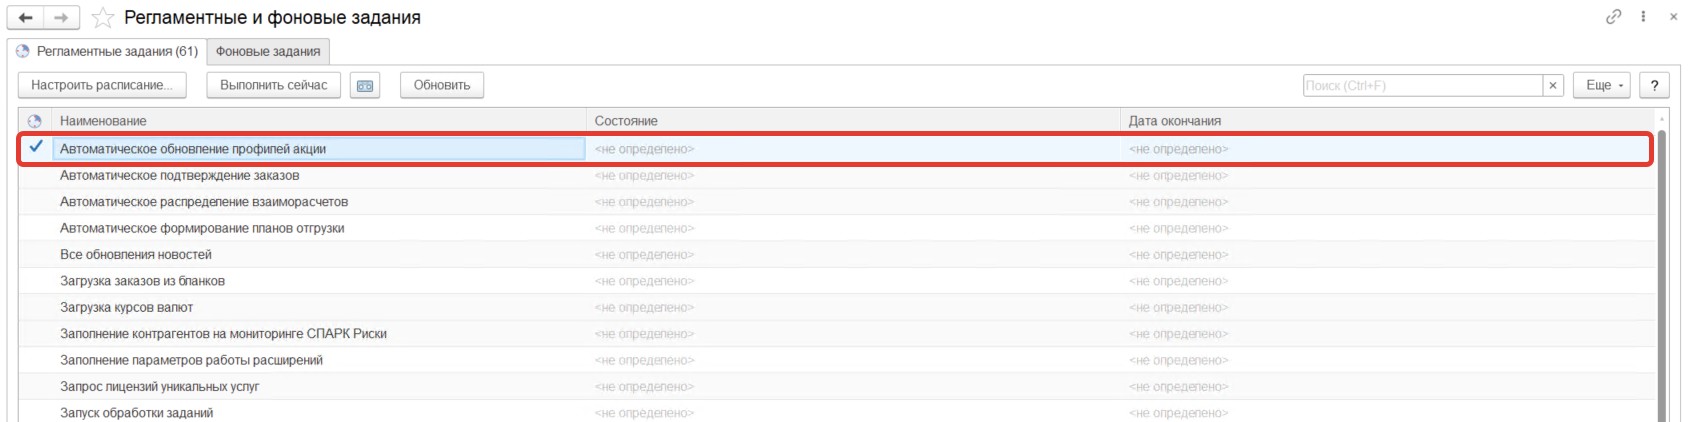 Регламентные и фоновые задания
Регламентные задания (61) Фоновые задания
Настроить расписание... Выполнить сейчас Обновить Поиск (Ctrl+F) × Еще ?
Наименование Состояние Дата окончания
Автоматическое обновление профилей акции <не определено> <не определено>
Автоматическое подтверждение заказов <не определено> <не определено>
Автоматическое распределение взаиморасчетов <не определено> <не определено>
Автоматическое формирование планов отгрузки <не определено> <не определено>
Все обновления новостей <не определено> <не определено>
Загрузка заказов из бланков <не определено> <не определено>
Загрузка курсов валют <не определено> <не определено>
Заполнение контрагентов на мониторинге СПАРК Риски <не определено> <не определено>
Заполнение параметров работы расширений <не определено> <не определено>
Запрос лицензий уникальных услуг <не определено> <не определено>
Запуск обработки заданий <не определено> <не определено>